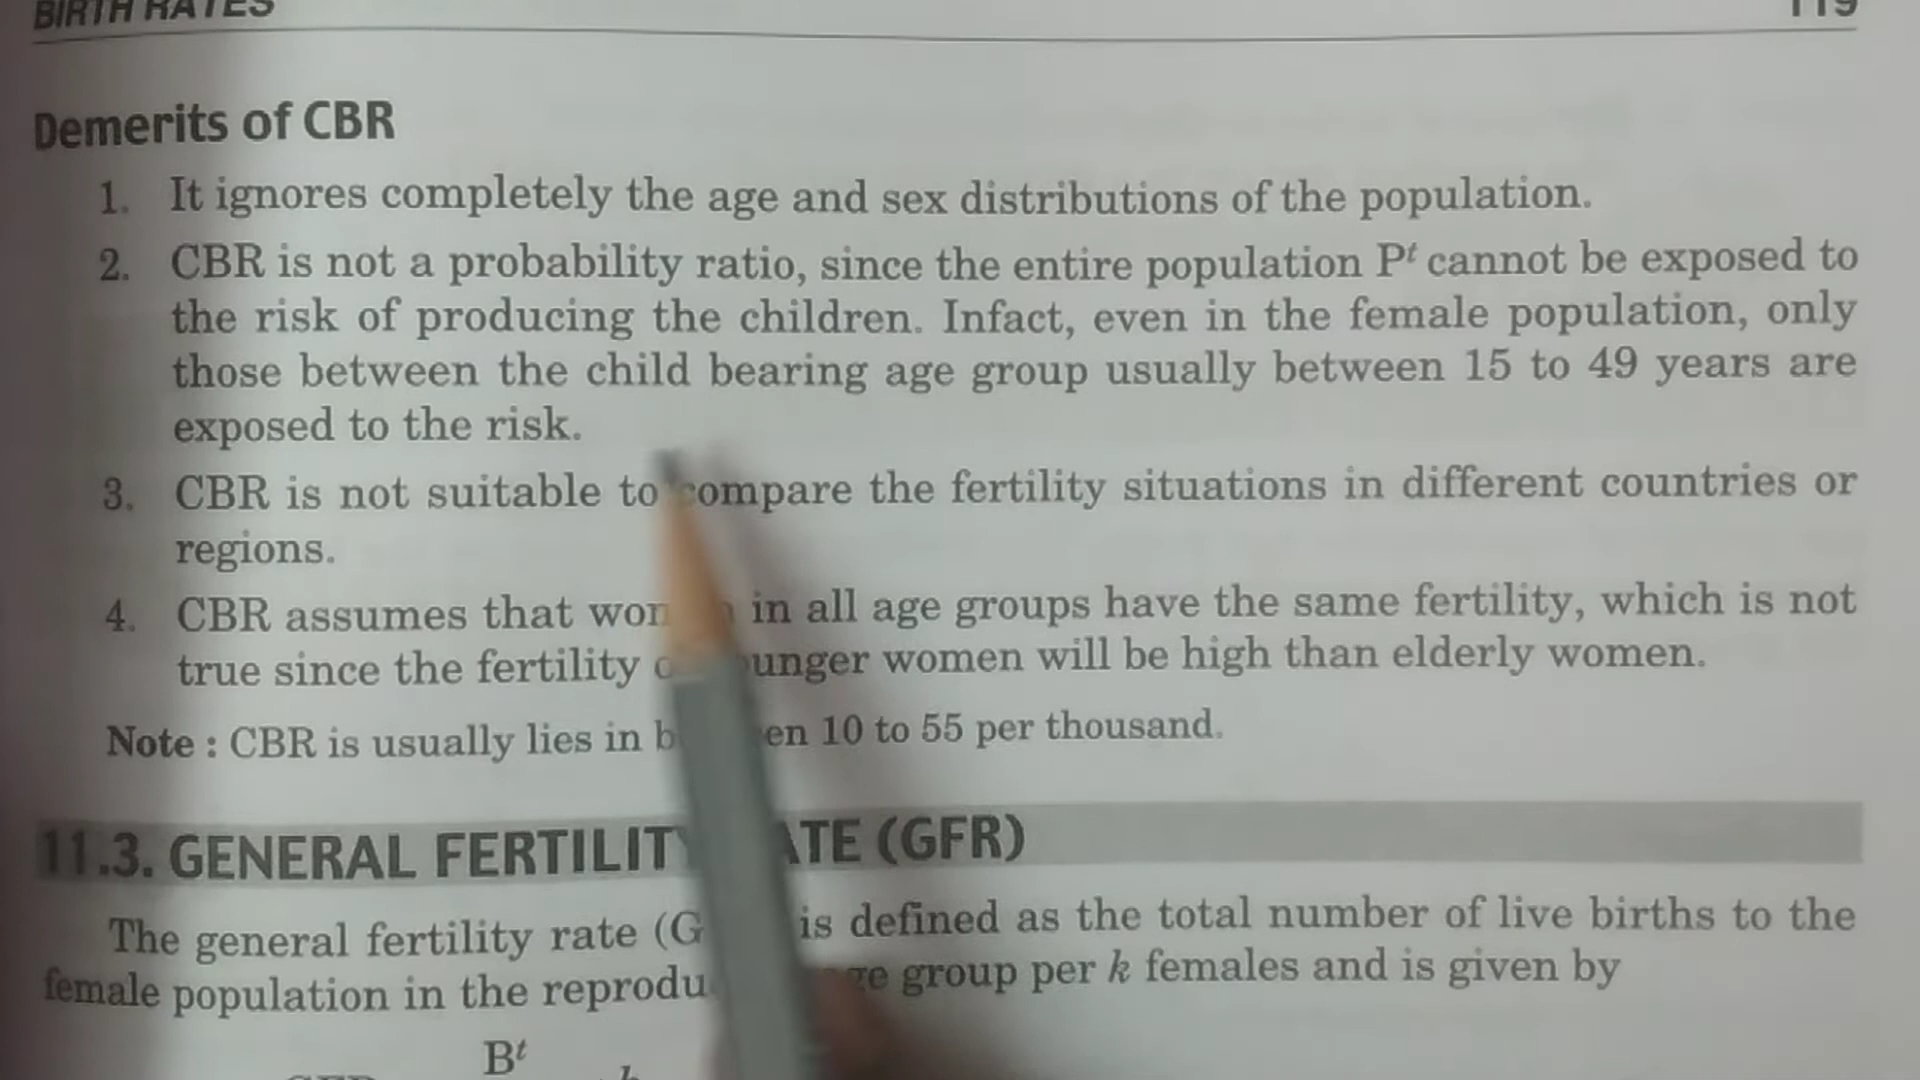 BIRTH RATES 119
Demerits of CBR
1. It ignores completely the age and sex distributions of the population.
2. CBR is not a probability ratio, since the entire population Pᵗ cannot be exposed to
the risk of producing the children. Infact, even in the female population, only
those between the child bearing age group usually between 15 to 49 years are
exposed to the risk.
3. CBR is not suitable to compare the fertility situations in different countries or
regions.
4. CBR assumes that in all age groups have the same fertility, which is not
true since the fertility women will be high than elderly women.
Note : CBR is usually lies in 10 to 55 per thousand.
11.3. GENERAL FERTILITY (GFR)
The general fertility rate is defined as the total number of live births to the
female population in the group per k females and is given by
Bᵗ